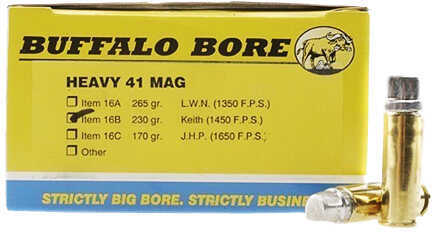 BUFFALO BORE
HEAVY 41 MAG
Item 16A 265 gr. L.W.N. (1350 F.P.S.)
Item 16B 230 gr. Keith (1450 F.P.S.)
Item 16C 170 gr. J.H.P. (1650 F.P.S.)
Other
STRICTLY BIG BORE. STRICTLY BUSINE